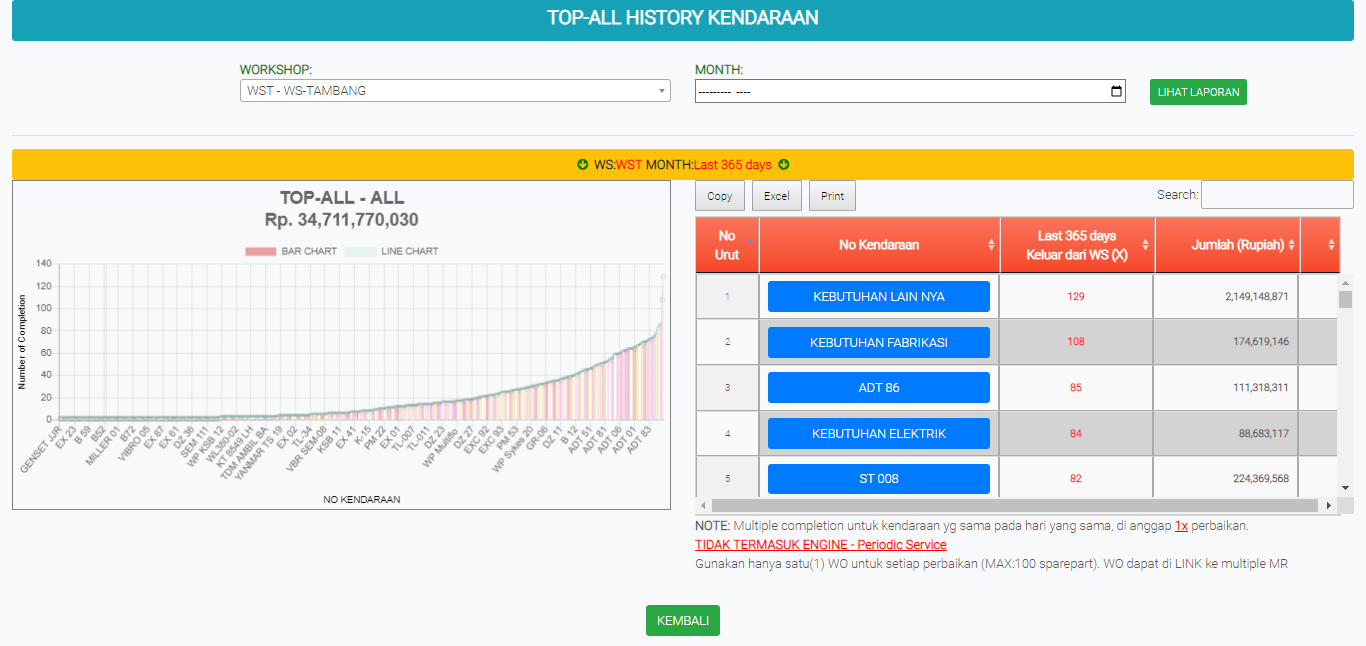 TOP-ALL HISTORY KENDARAAN
WORKSHOP:
WST - WS-TAMBANG
MONTH:
--------- ----
LIHAT LAPORAN
WS:WST MONTH:Last 365 days
TOP-ALL - ALL
Rp. 34,711,770,030
BAR CHART LINE CHART
Number of Completion
140
120
100
80
60
40
20
0
GENSET JJR
EX 23
B 59
B52
MILLER 01
B72
VIBRO 05
EX 87
EX 61
DZ 36
SEM 111
WP KSB 12
WL380-02
KT 8549 LH
TDM AMBIL BA
YANMAR TS 19
EX 02
TL-34
VBR SEM-08
KSB 11
EX 41
K-15
PM 22
EX 01
TL-007
TL-011
DZ 23
WP Multiflo
DZ 27
EXC 92
EXC 93
PM 53
WP Sykes 20
GR-06
DZ 11
B 12
ADT 51
ADT 81
ADT 06
ADT 01
ADT 83
NO KENDARAAN
Copy Excel Print
Search:
No Urut No Kendaraan Last 365 days Keluar dari WS (X) Jumlah (Rupiah)
1 KEBUTUHAN LAIN NYA 129 2,149,148,871
2 KEBUTUHAN FABRIKASI 108 174,619,146
3 ADT 86 85 111,318,311
4 KEBUTUHAN ELEKTRIK 84 88,683,117
5 ST 008 82 224,369,568
NOTE: Multiple completion untuk kendaraan yg sama pada hari yang sama, di anggap 1x perbaikan.
TIDAK TERMASUK ENGINE - Periodic Service
Gunakan hanya satu(1) WO untuk setiap perbaikan (MAX:100 sparepart). WO dapat di LINK ke multiple MR
KEMBALI